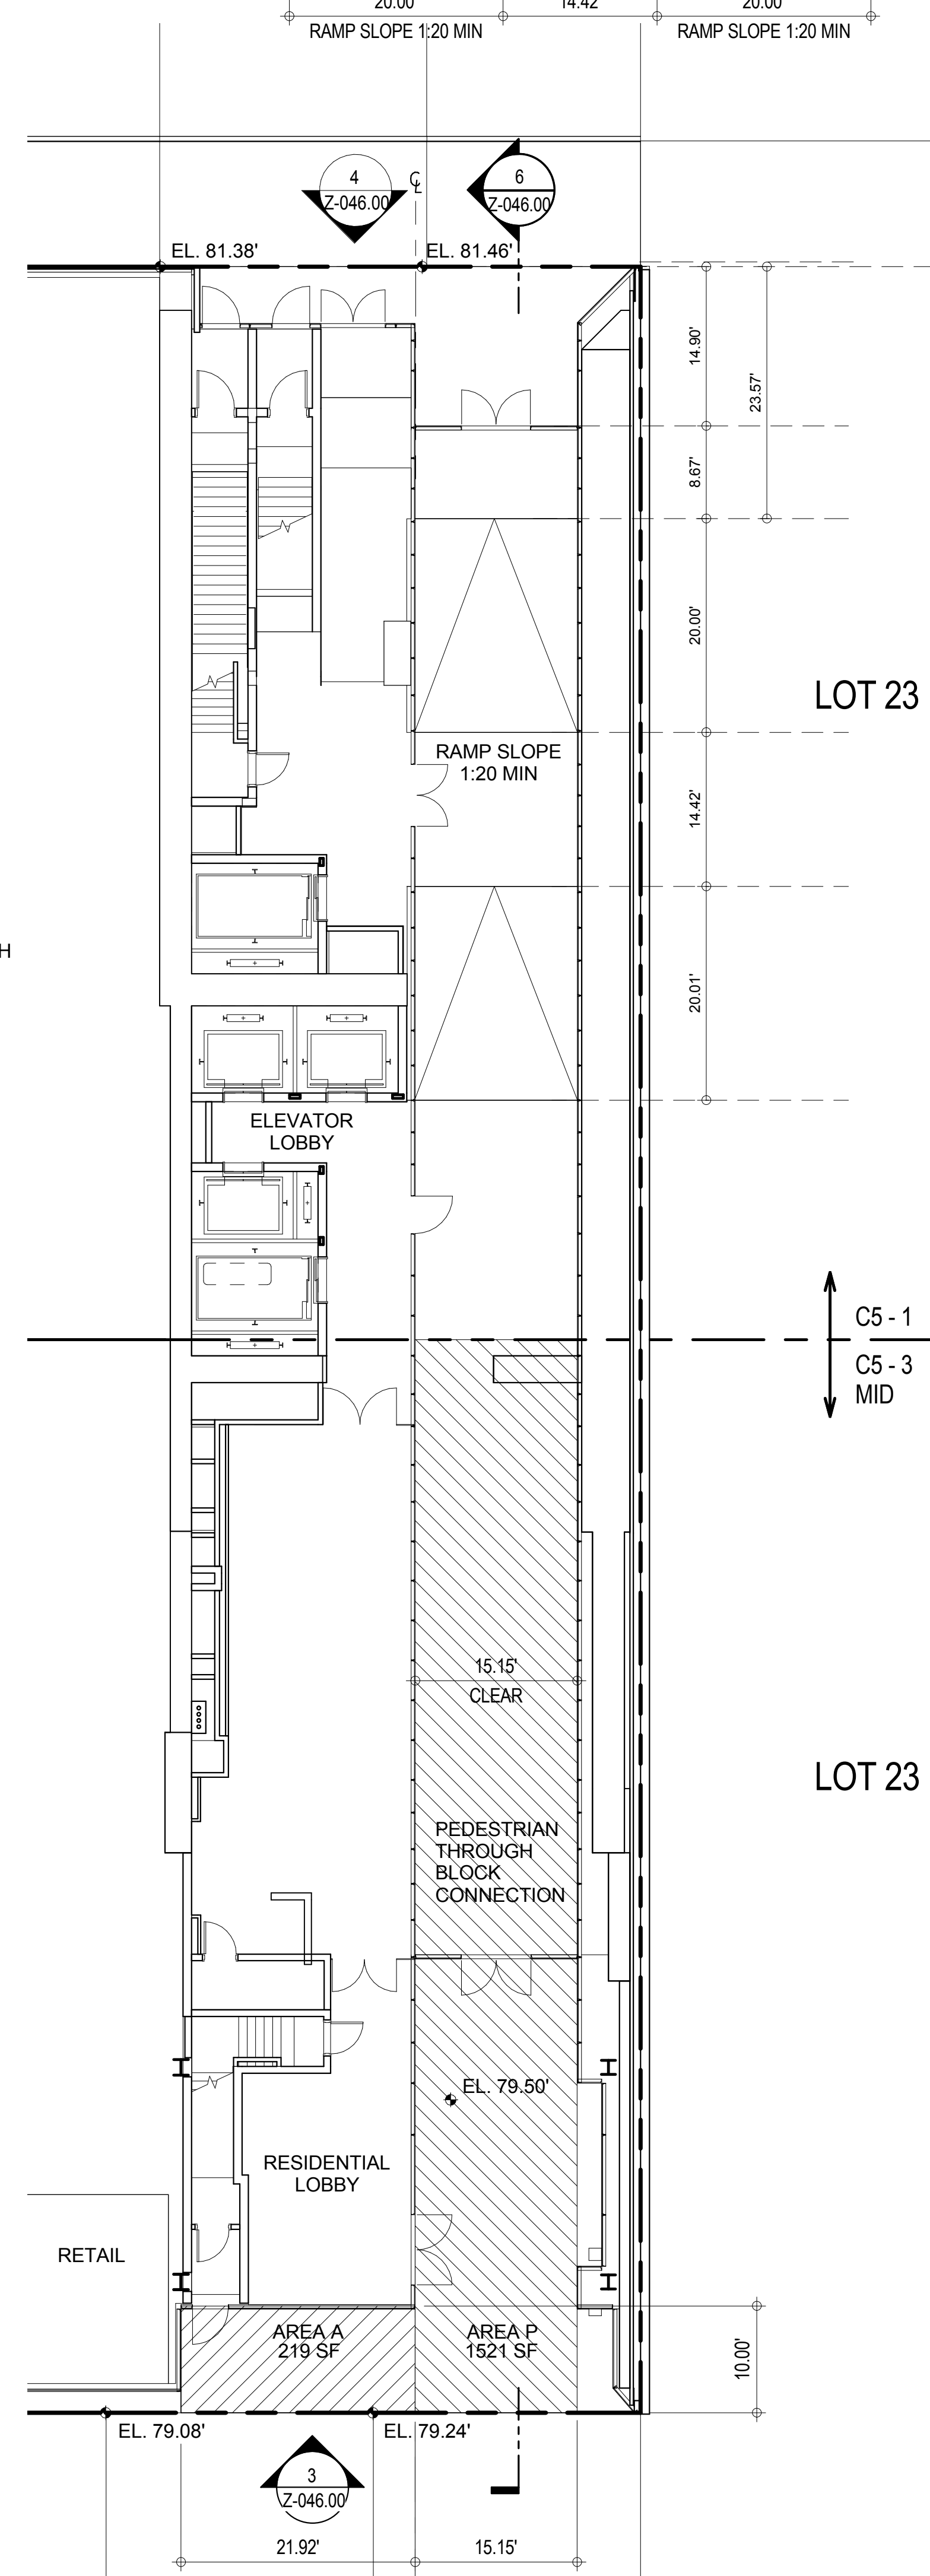 20.00'
14.42'
20.00'
RAMP SLOPE 1:20 MIN
RAMP SLOPE 1:20 MIN
4
Z-046.00
℄
6
Z-046.00
EL. 81.38'
EL. 81.46'
14.90'
23.57'
8.67'
20.00'
LOT 23
RAMP SLOPE
1:20 MIN
14.42'
H
20.01'
ELEVATOR
LOBBY
C5 - 1
C5 - 3
MID
15.15'
CLEAR
LOT 23
PEDESTRIAN
THROUGH
BLOCK
CONNECTION
EL. 79.50'
RESIDENTIAL
LOBBY
RETAIL
AREA A
219 SF
AREA P
1521 SF
10.00'
EL. 79.08'
EL. 79.24'
3
Z-046.00
21.92'
15.15'